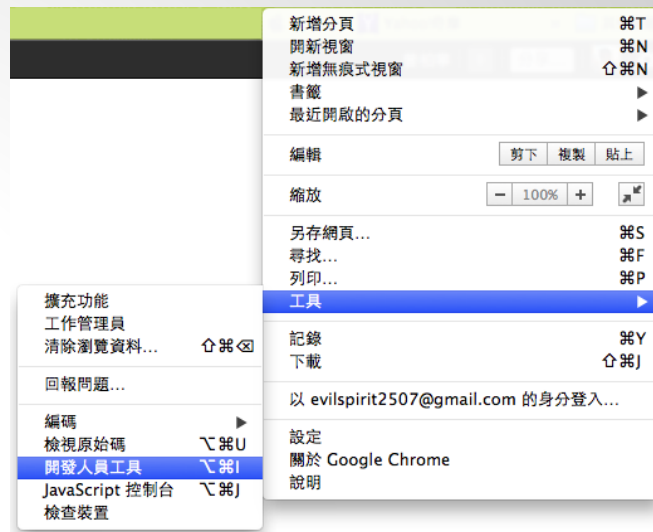 新增分頁 ⌘T
開新視窗 ⌘N
新增無痕式視窗 ⇧⌘N
書籤 ▶
最近開啟的分頁 ▶
編輯 剪下 複製 貼上
縮放 − 100% +
另存網頁... ⌘S
尋找... ⌘F
列印... ⌘P
工具 ▶
記錄 ⌘Y
下載 ⇧⌘J
以 evilspirit2507@gmail.com 的身分登入...
設定
關於 Google Chrome
說明
擴充功能
工作管理員
清除瀏覽資料... ⇧⌘⌫
回報問題...
編碼 ▶
檢視原始碼 ⌥⌘U
開發人員工具 ⌥⌘I
JavaScript 控制台 ⌥⌘J
檢查裝置